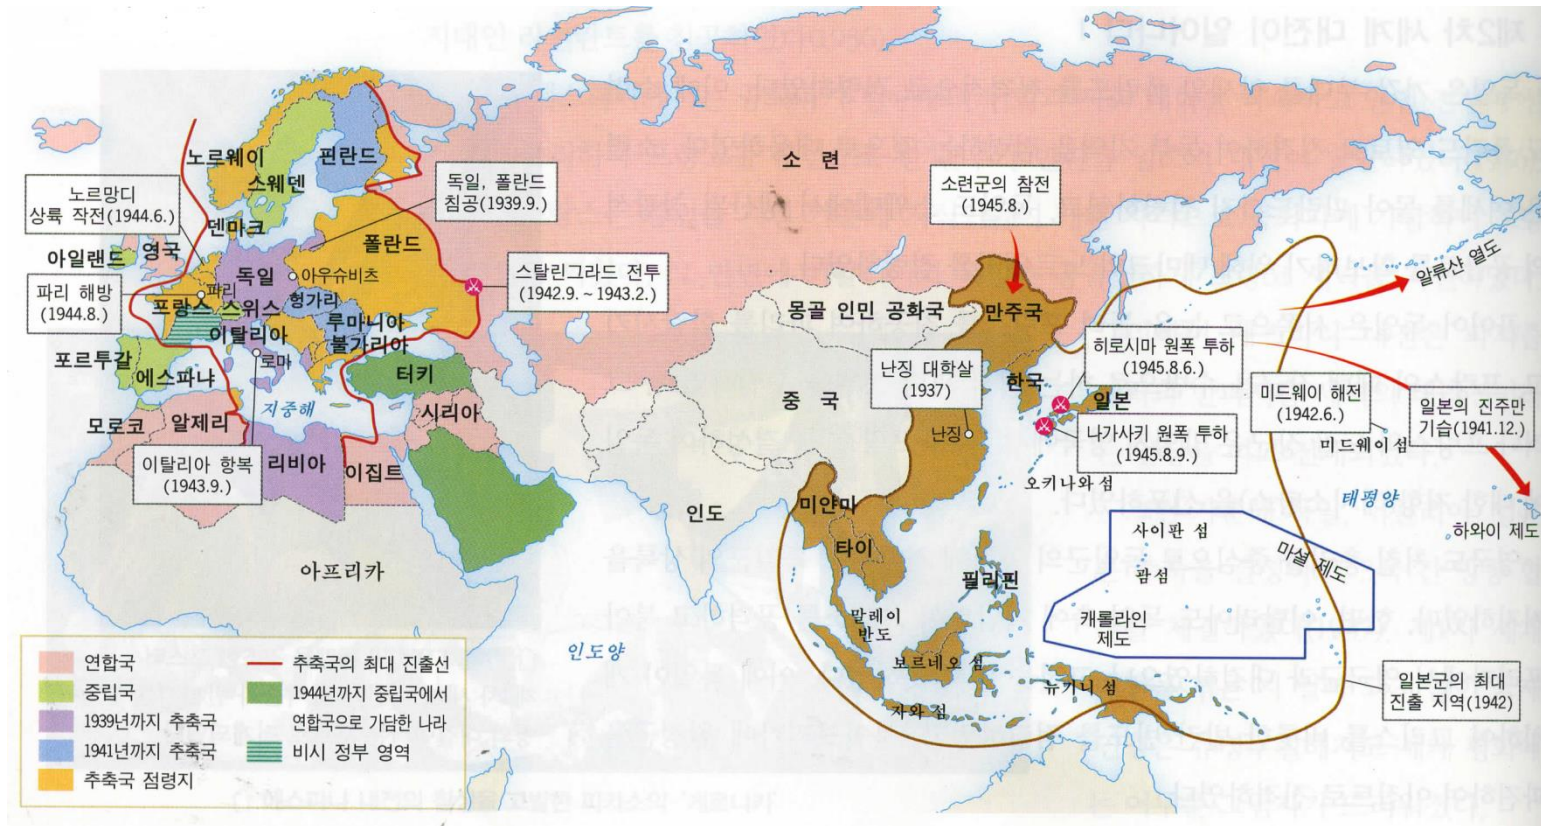 소 련
노르웨이
핀란드
스웨덴
노르망디
상륙 작전(1944.6.)
독일, 폴란드
침공(1939.9.)
소련군의 참전
(1945.8.)
덴마크
폴란드
아일랜드
영국
독일
아우슈비츠
파리 해방
(1944.8.)
파리
프랑스
스위스
헝가리
스탈린그라드 전투
(1942.9.~1943.2.)
알류산 열도
몽골 인민 공화국
만주국
이탈리아
루마니아
불가리아
로마
포르투갈
에스파냐
터키
난징 대학살
(1937)
히로시마 원폭 투하
(1945.8.6.)
한국
일본
미드웨이 해전
(1942.6.)
일본의 진주만
기습(1941.12.)
지중해
시리아
중 국
난징
나가사키 원폭 투하
(1945.8.9.)
미드웨이섬
모로코
알제리
리비아
이집트
이탈리아 항복
(1943.9.)
오키나와 섬
태평양
하와이 제도
인도
미얀마
타이
사이판 섬
괌섬
마셜 제도
아프리카
필리핀
말레이
반도
캐롤라인
제도
인도양
보르네오 섬
뉴기니 섬
자와 섬
일본군의 최대
진출 지역(1942)
연합국
중립국
1939년까지 추축국
1941년까지 추축국
추축국 점령지
추축국의 최대 진출선
1944년까지 중립국에서
연합국으로 가담한 나라
비시 정부 영역